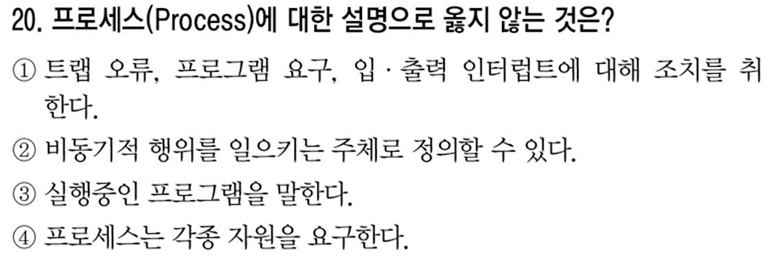 20. 프로세스(Process)에 대한 설명으로 옳지 않는 것은?
① 트랩 오류, 프로그램 요구, 입·출력 인터럽트에 대해 조치를 취
한다.
② 비동기적 행위를 일으키는 주체로 정의할 수 있다.
③ 실행중인 프로그램을 말한다.
④ 프로세스는 각종 자원을 요구한다.